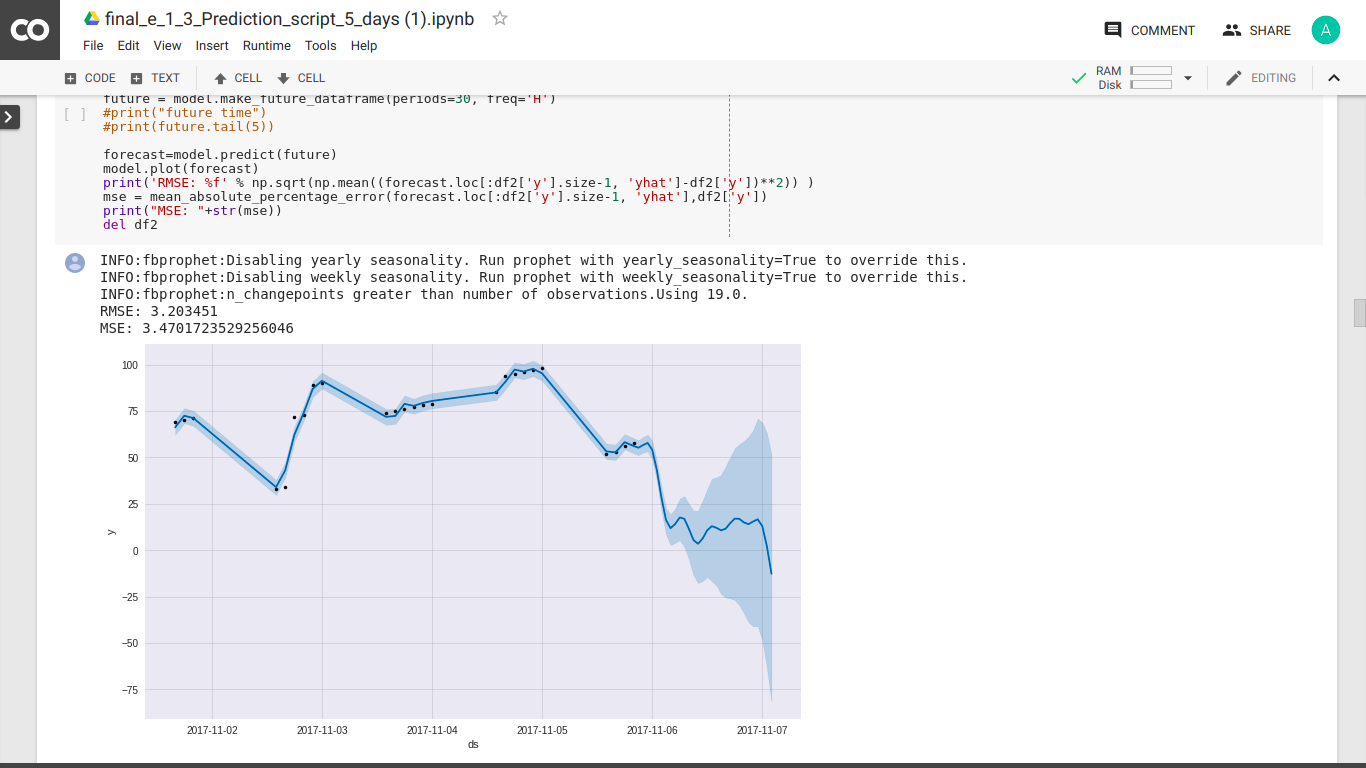 CO
final_e_1_3_Prediction_script_5_days (1).ipynb
File Edit View Insert Runtime Tools Help
COMMENT SHARE A
CODE TEXT CELL CELL
RAM
Disk
EDITING
future = model.make_future_dataframe(periods=30, freq='H')
[ ] #print("future time")
#print(future.tail(5))
forecast=model.predict(future)
model.plot(forecast)
print('RMSE: %f' % np.sqrt(np.mean((forecast.loc[:df2['y'].size-1, 'yhat']-df2['y'])**2)) )
mse = mean_absolute_percentage_error(forecast.loc[:df2['y'].size-1, 'yhat'],df2['y'])
print("MSE: "+str(mse))
del df2
INFO:fbprophet:Disabling yearly seasonality. Run prophet with yearly_seasonality=True to override this.
INFO:fbprophet:Disabling weekly seasonality. Run prophet with weekly_seasonality=True to override this.
INFO:fbprophet:n_changepoints greater than number of observations.Using 19.0.
RMSE: 3.203451
MSE: 3.4701723529256046
100
75
50
25
0
−25
−50
−75
y
2017-11-02 2017-11-03 2017-11-04 2017-11-05 2017-11-06 2017-11-07
ds